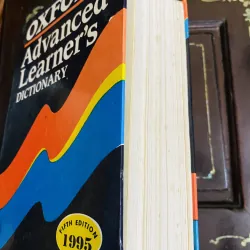 OXFORD
Advanced
Learner's
DICTIONARY
FIFTH EDITION
1995